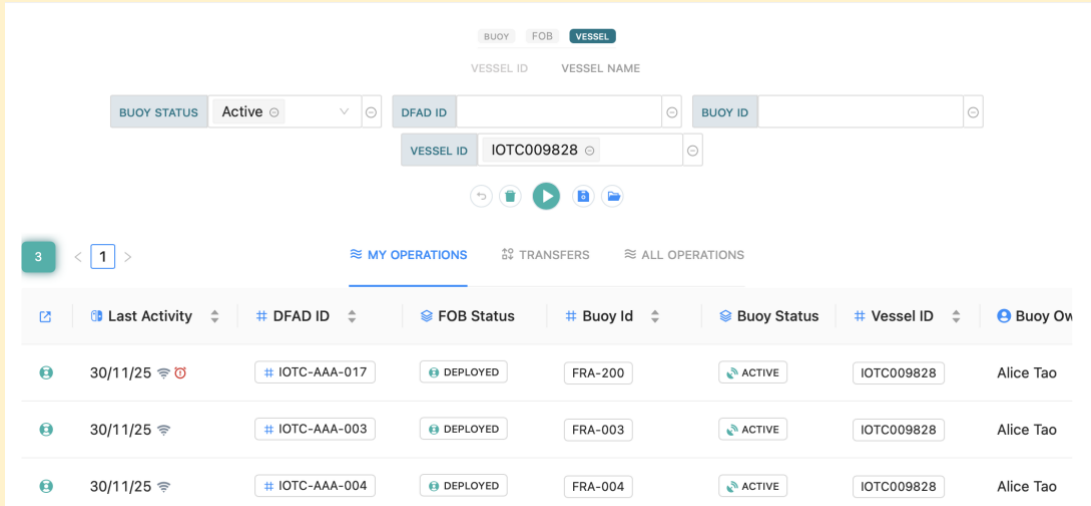 BUOY FOB VESSEL
VESSEL ID VESSEL NAME
BUOY STATUS Active DFAD ID BUOY ID
VESSEL ID IOTC009828
3 < 1 > MY OPERATIONS TRANSFERS ALL OPERATIONS
Last Activity # DFAD ID FOB Status # Buoy Id Buoy Status # Vessel ID Buoy Ow
30/11/25 # IOTC-AAA-017 DEPLOYED FRA-200 ACTIVE IOTC009828 Alice Tao
30/11/25 # IOTC-AAA-003 DEPLOYED FRA-003 ACTIVE IOTC009828 Alice Tao
30/11/25 # IOTC-AAA-004 DEPLOYED FRA-004 ACTIVE IOTC009828 Alice Tao